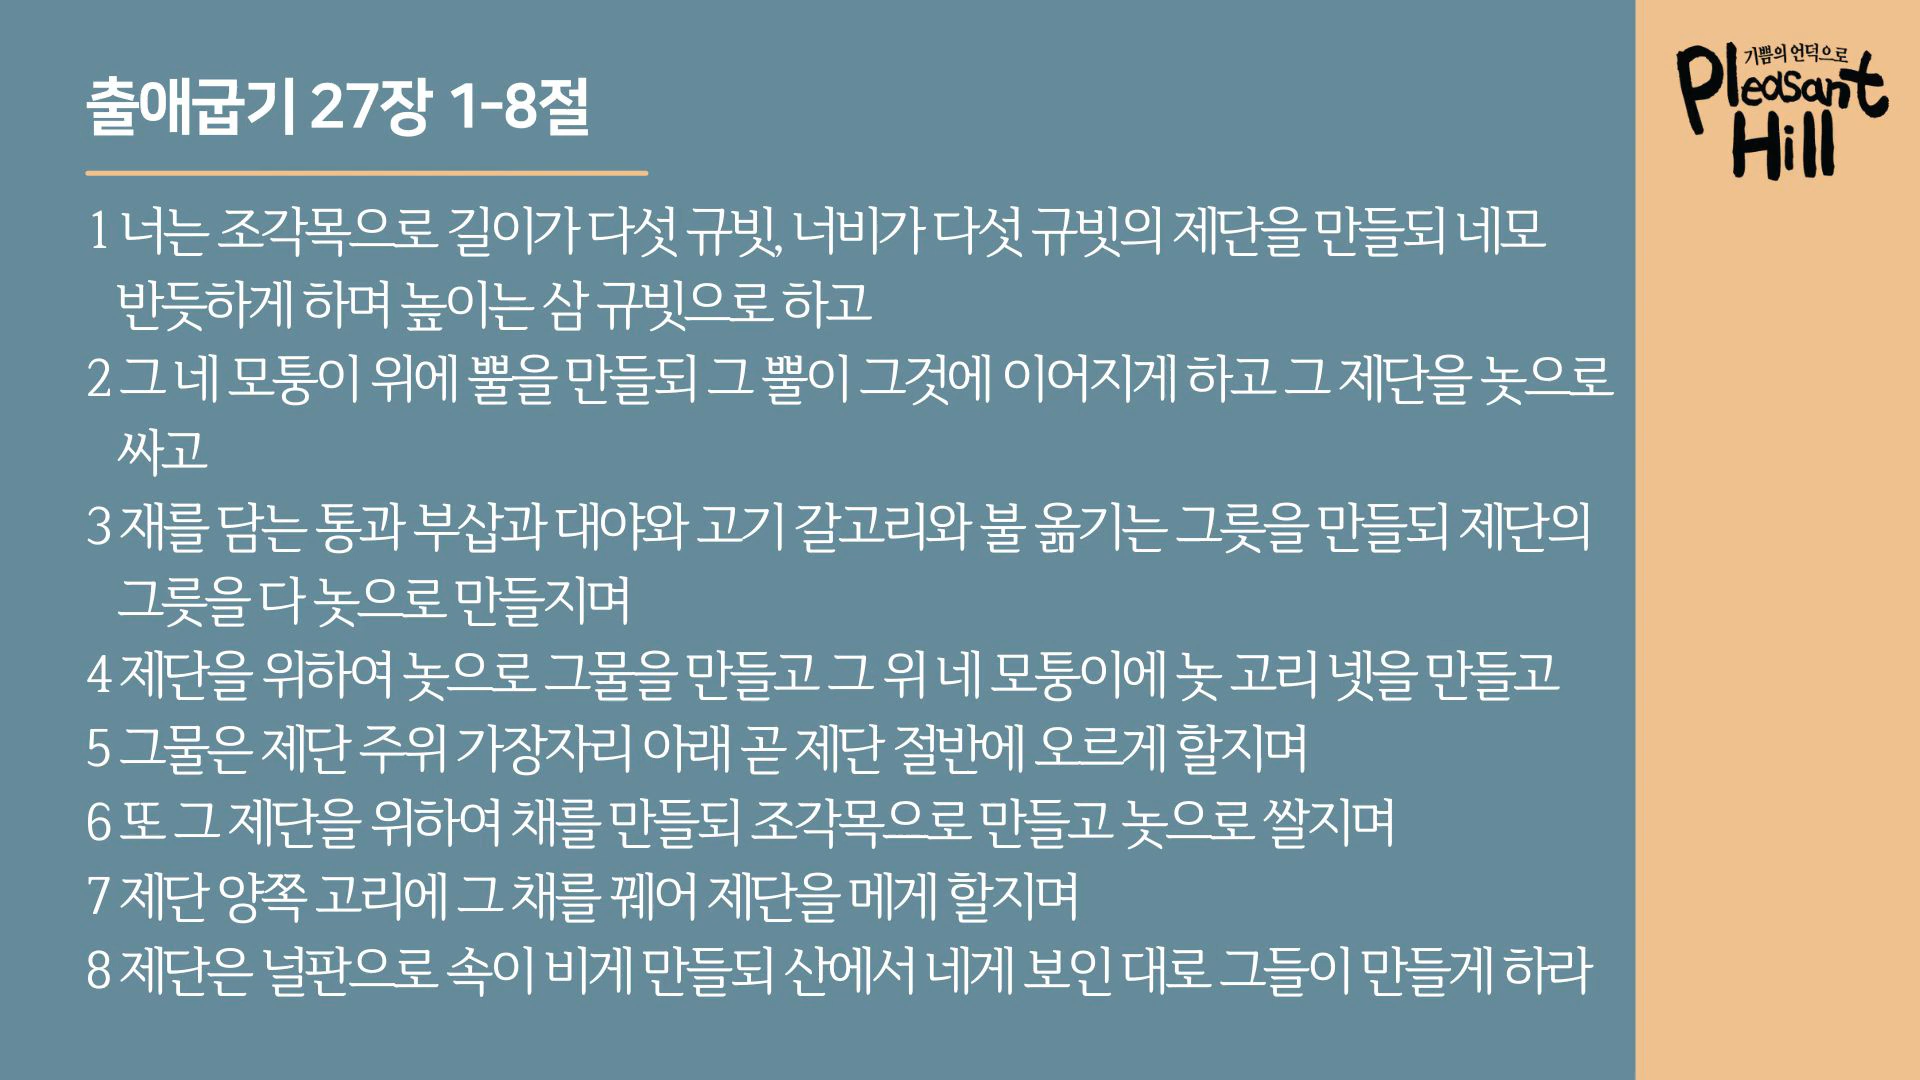 출애굽기 27장 1-8절
기쁨의 언덕으로
Pleasant
Hill
1 너는 조각목으로 길이가 다섯 규빗, 너비가 다섯 규빗의 제단을 만들되 네모
반듯하게 하며 높이는 삼 규빗으로 하고
2 그 네 모퉁이 위에 뿔을 만들되 그 뿔이 그것에 이어지게 하고 그 제단을 놋으로
싸고
3 재를 담는 통과 부삽과 대야와 고기 갈고리와 불 옮기는 그릇을 만들되 제단의
그릇을 다 놋으로 만들지며
4 제단을 위하여 놋으로 그물을 만들고 그 위 네 모퉁이에 놋 고리 넷을 만들고
5 그물은 제단 주위 가장자리 아래 곧 제단 절반에 오르게 할지며
6 또 그 제단을 위하여 채를 만들되 조각목으로 만들고 놋으로 쌀지며
7 제단 양쪽 고리에 그 채를 꿰어 제단을 메게 할지며
8 제단은 널판으로 속이 비게 만들되 산에서 네게 보인 대로 그들이 만들게 하라